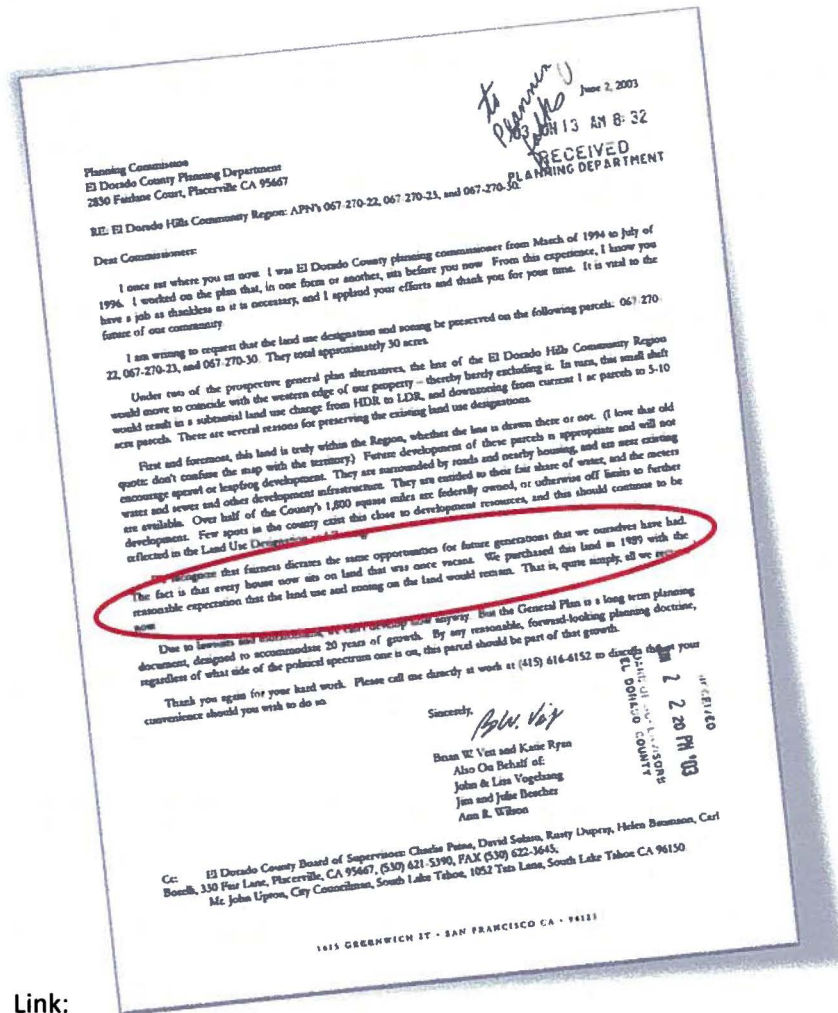 to
Planner
June 2, 2003
03 JUN 13 AM 8: 32
RECEIVED
PLANNING DEPARTMENT
Planning Commission
El Dorado County Planning Department
2850 Fairlane Court, Placerville CA 95667
RE: El Dorado Hills Community Region: APN's 067-270-22, 067-270-23, and 067-270-30.
Dear Commissioners:
I once sat where you sit now. I was El Dorado County planning commissioner from March of 1994 to July of
1996. I worked on the plan that, in one form or another, sits before you now. From this experience, I know you
have a job as thankless as it is necessary, and I applaud your efforts and thank you for your time. It is vital to the
future of our community.
I am writing to request that the land use designation and zoning be preserved on the following parcels: 067-270-
22, 067-270-23, and 067-270-30. They total approximately 30 acres.
Under two of the prospective general plan alternatives, the line of the El Dorado Hills Community Region
would move to coincide with the western edge of our property – thereby barely excluding it. In turn, this small shift
would result in a substantial land use change from HDR to LDR, and downzoning from current 1 ac parcels to 5-10
acre parcels. There are several reasons for preserving the existing land use designations.
First and foremost, this land is truly within the Region, whether the line is drawn there or not. (I love that old
quote: don't confuse the map with the territory.) Future development of these parcels is appropriate and will not
encourage sprawl or leapfrog development. They are surrounded by roads and nearby housing, and are near existing
water and sewer and other development infrastructure. They are entitled to their fair share of water, and the meters
are available. Over half of the County's 1,800 square miles are federally owned, or otherwise off limits to further
development. Few spots in the county exist this close to development resources, and this should continue to be
reflected in the Land Use Designation and
recognize that fairness dictates the same opportunities for future generations that we ourselves have had.
The fact is that every house now sits on land that was once vacant. We purchased this land in 1989 with the
reasonable expectation that the land use and zoning on the land would remain. That is, quite simply, all we
now.
Due to lawsuits and we can't develop now anyway. But the General Plan is a long term planning
document, designed to accommodate 20 years of growth. By any reasonable, forward-looking planning doctrine,
regardless of what side of the political spectrum one is on, this parcel should be part of that growth.
Thank you again for your hard work. Please call me directly at work at (415) 616-6152 to discuss at your
convenience should you wish to do so.
Sincerely,
Brian W. Veit and Katie Ryan
Also On Behalf of:
John & Lisa Vogelsang
Jim and Julie Beecher
Ann R. Wilson
RECEIVED
BOARD OF SUPERVISORS
EL DORADO COUNTY
2 20 PM '03
Cc: El Dorado County Board of Supervisors: Charlie Paine, David Solaro, Rusty Dupray, Helen Baumann, Carl
Borelli, 330 Fair Lane, Placerville, CA 95667, (530) 621-5390, FAX (530) 622-3645,
Mr. John Upton, City Councilman, South Lake Tahoe, 1052 Tata Lane, South Lake Tahoe CA 96150
1615 GREENWICH ST • SAN FRANCISCO CA • 94123
Link: